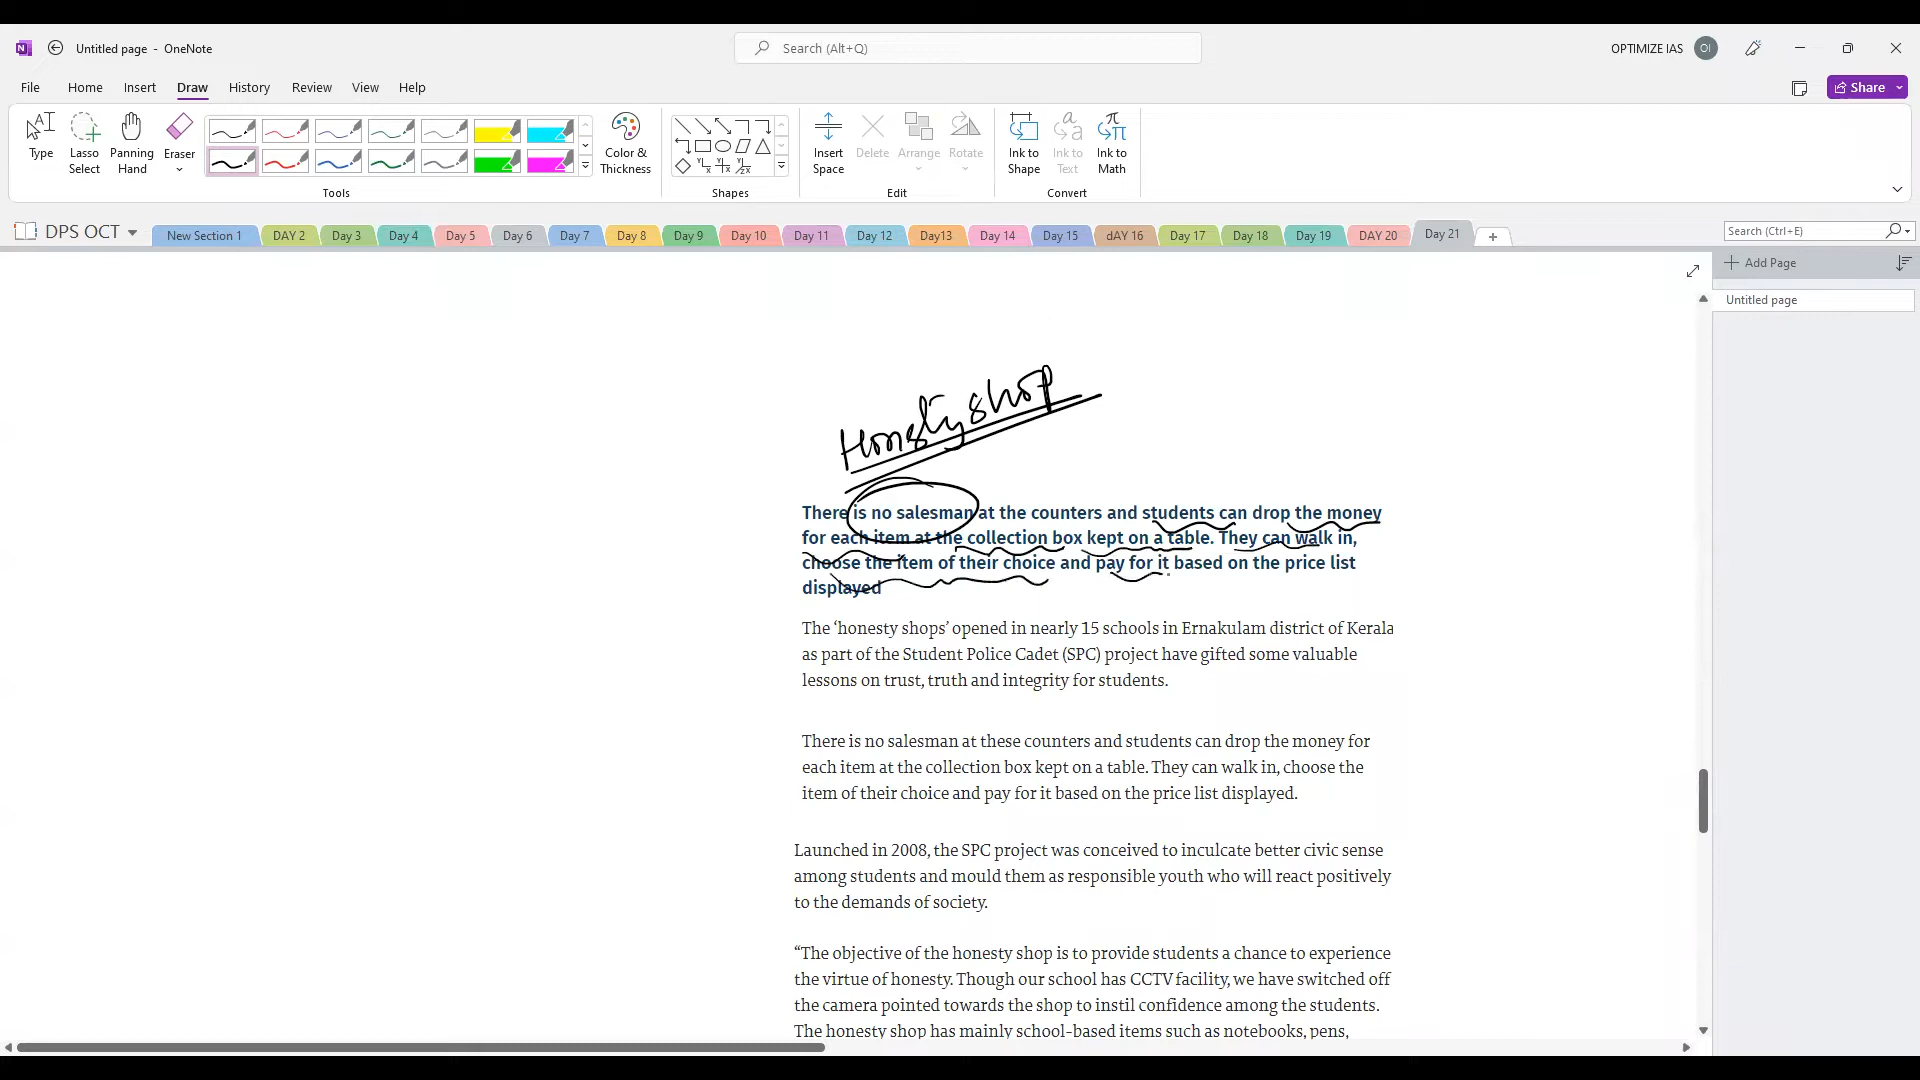 Untitled page - OneNote
Search (Alt+Q)
OPTIMIZE IAS
OI
File
Home
Insert
Draw
History
Review
View
Help
Share
Type
Lasso Select
Panning Hand
Eraser
Color & Thickness
Insert Space
Delete
Arrange
Rotate
Ink to Shape
Ink to Text
Ink to Math
Tools
Shapes
Edit
Convert
DPS OCT
New Section 1
DAY 2
Day 3
Day 4
Day 5
Day 6
Day 7
Day 8
Day 9
Day 10
Day 11
Day 12
Day13
Day 14
Day 15
dAY 16
Day 17
Day 18
Day 19
DAY 20
Day 21
Search (Ctrl+E)
Add Page
Untitled page
Honesty shop
There is no salesman at the counters and students can drop the money
for each item at the collection box kept on a table. They can walk in,
choose the item of their choice and pay for it based on the price list
displayed
The ‘honesty shops’ opened in nearly 15 schools in Ernakulam district of Kerala
as part of the Student Police Cadet (SPC) project have gifted some valuable
lessons on trust, truth and integrity for students.
There is no salesman at these counters and students can drop the money for
each item at the collection box kept on a table. They can walk in, choose the
item of their choice and pay for it based on the price list displayed.
Launched in 2008, the SPC project was conceived to inculcate better civic sense
among students and mould them as responsible youth who will react positively
to the demands of society.
“The objective of the honesty shop is to provide students a chance to experience
the virtue of honesty. Though our school has CCTV facility, we have switched off
the camera pointed towards the shop to instil confidence among the students.
The honesty shop has mainly school-based items such as notebooks, pens,